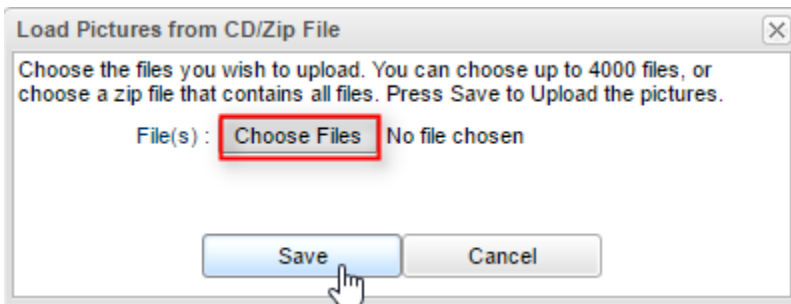 Load Pictures from CD/Zip File
Choose the files you wish to upload. You can choose up to 4000 files, or
choose a zip file that contains all files. Press Save to Upload the pictures.
File(s) : Choose Files No file chosen
Save Cancel